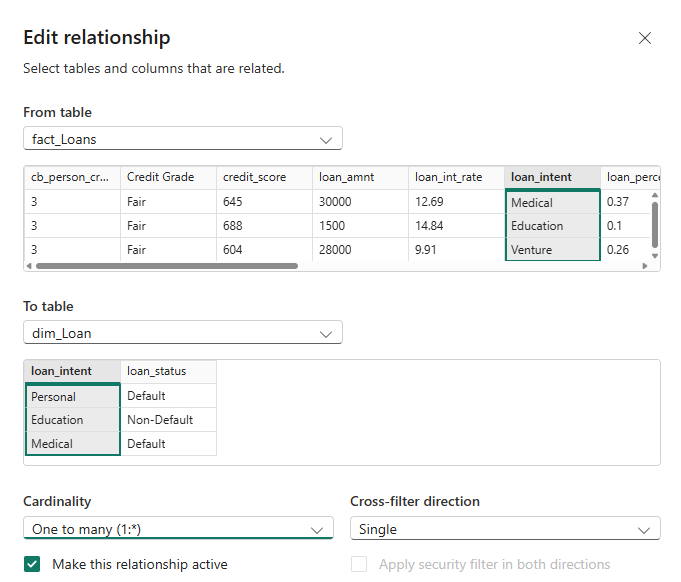 Edit relationship
Select tables and columns that are related.
From table
fact_Loans
cb_person_cr... Credit Grade credit_score loan_amnt loan_int_rate loan_intent loan_perce
3 Fair 645 30000 12.69 Medical 0.37
3 Fair 688 1500 14.84 Education 0.1
3 Fair 604 28000 9.91 Venture 0.26
To table
dim_Loan
loan_intent loan_status
Personal Default
Education Non-Default
Medical Default
Cardinality Cross-filter direction
One to many (1:*) Single
Make this relationship active Apply security filter in both directions